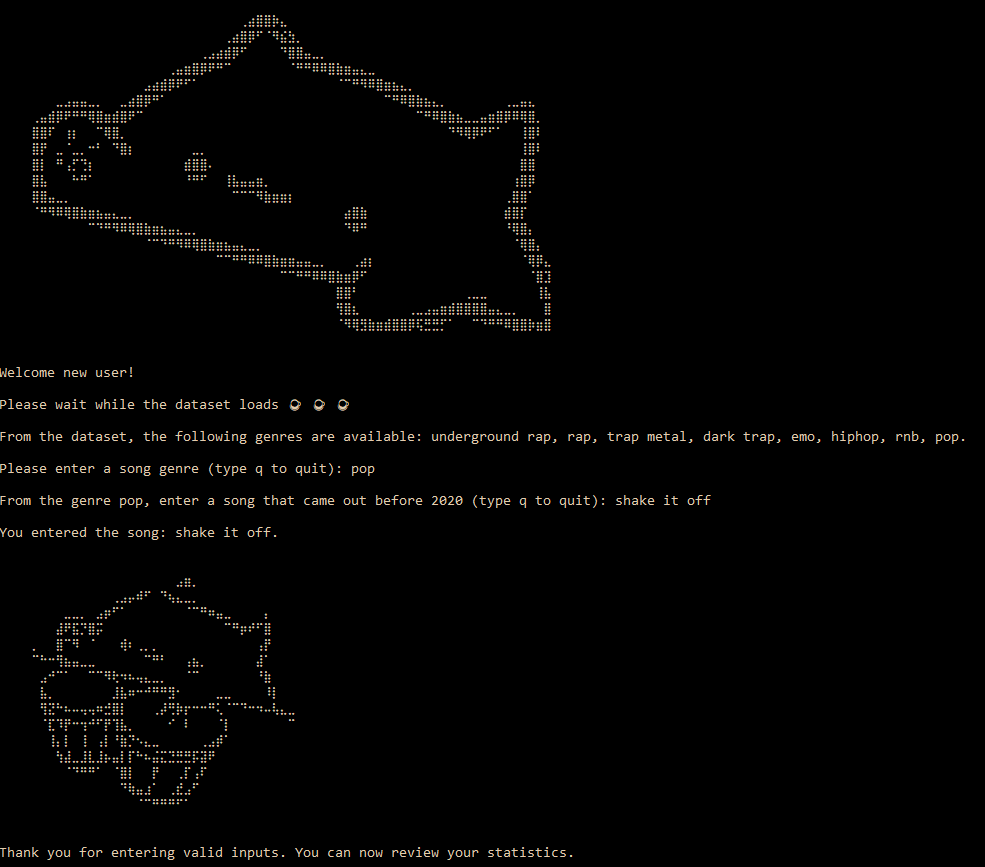 Welcome new user!
Please wait while the dataset loads
From the dataset, the following genres are available: underground rap, rap, trap metal, dark trap, emo, hiphop, rnb, pop.
Please enter a song genre (type q to quit): pop
From the genre pop, enter a song that came out before 2020 (type q to quit): shake it off
You entered the song: shake it off.
Thank you for entering valid inputs. You can now review your statistics.